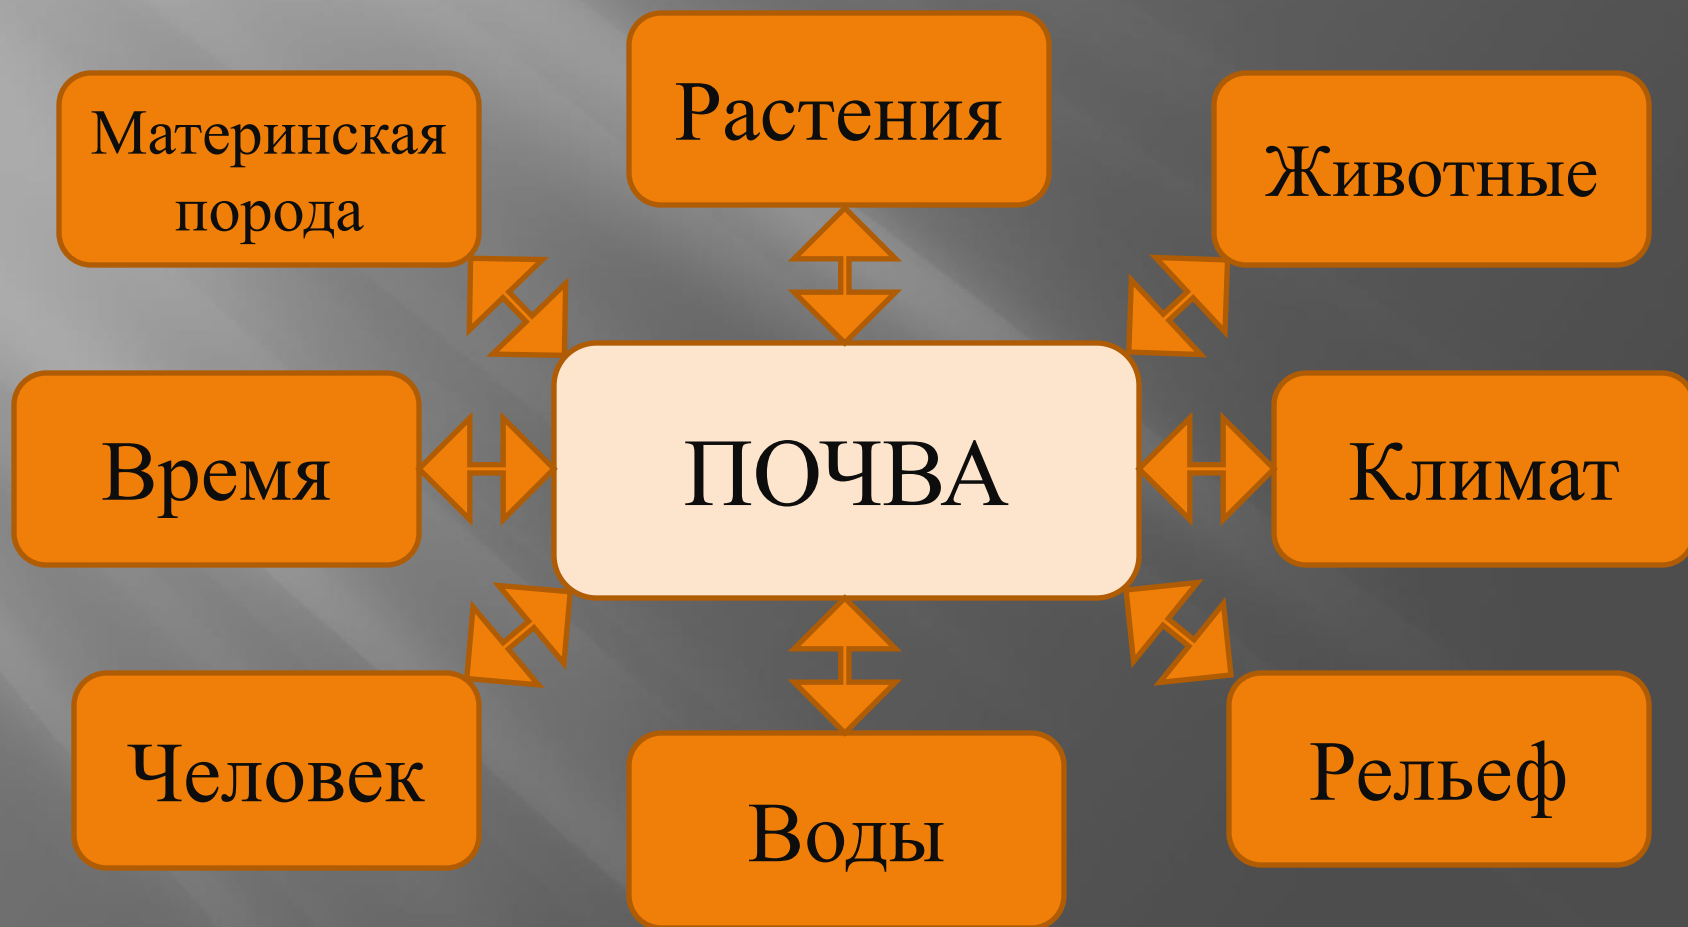 Растения
Материнская
порода
Животные
Время
ПОЧВА
Климат
Человек
Воды
Рельеф